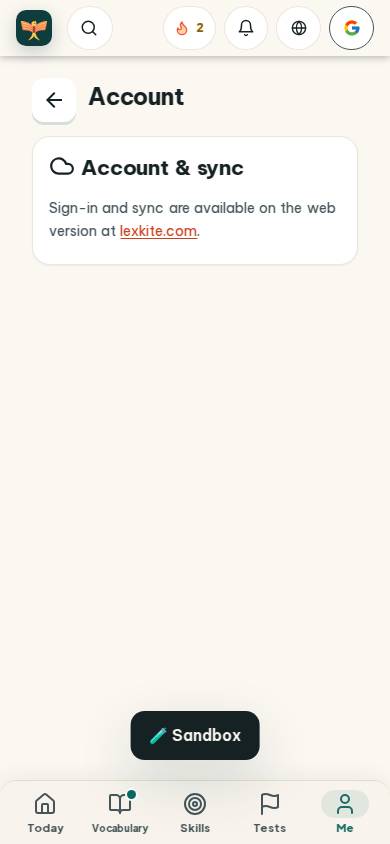 2
Account
Account & sync
Sign-in and sync are available on the web
version at lexkite.com.
🧪 Sandbox
Today
Vocabulary
Skills
Tests
Me